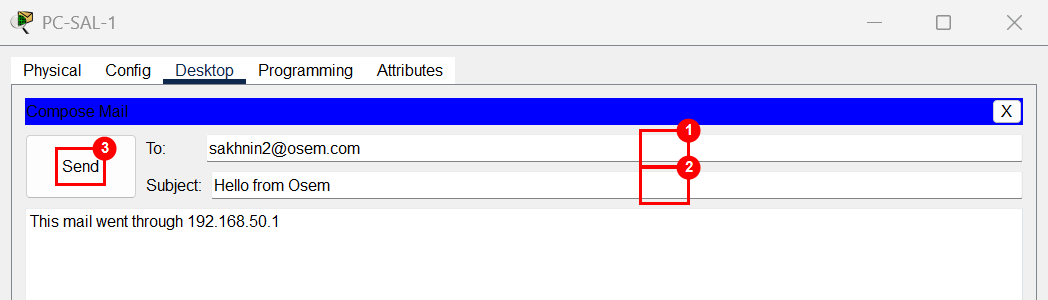 PC-SAL-1
Physical Config Desktop Programming Attributes
Compose Mail X
1
To: sakhnin2@osem.com
3
Send
2
Subject: Hello from Osem
This mail went through 192.168.50.1